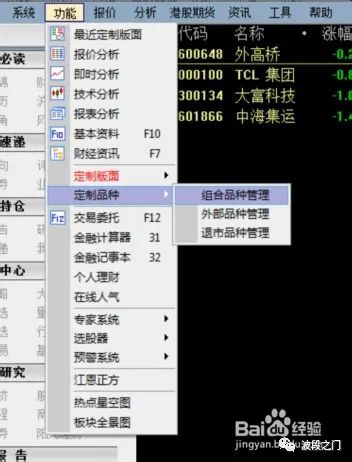 系统 功能 报价 分析 港股期货 资讯 工具 帮助
代码 名称 涨幅
600648 外高桥 -0.2
000100 TCL 集团 -0.8
300134 大富科技 -1.0
601866 中海集运 -1.4
必读
速递
持仓
中心
研究
报告
最近定制版面
报价分析
即时分析
技术分析
报表分析
F10 基本资料 F10
财经资讯 F7
定制版面
定制品种
组合品种管理
外部品种管理
退市品种管理
F12 交易委托 F12
金融计算器 31
金融记事本 32
个人理财
在线人气
专家系统
选股器
预警系统
江恩正方
热点星空图
板块全景图
Baidu 经验
jingyan.baidu
波段之门